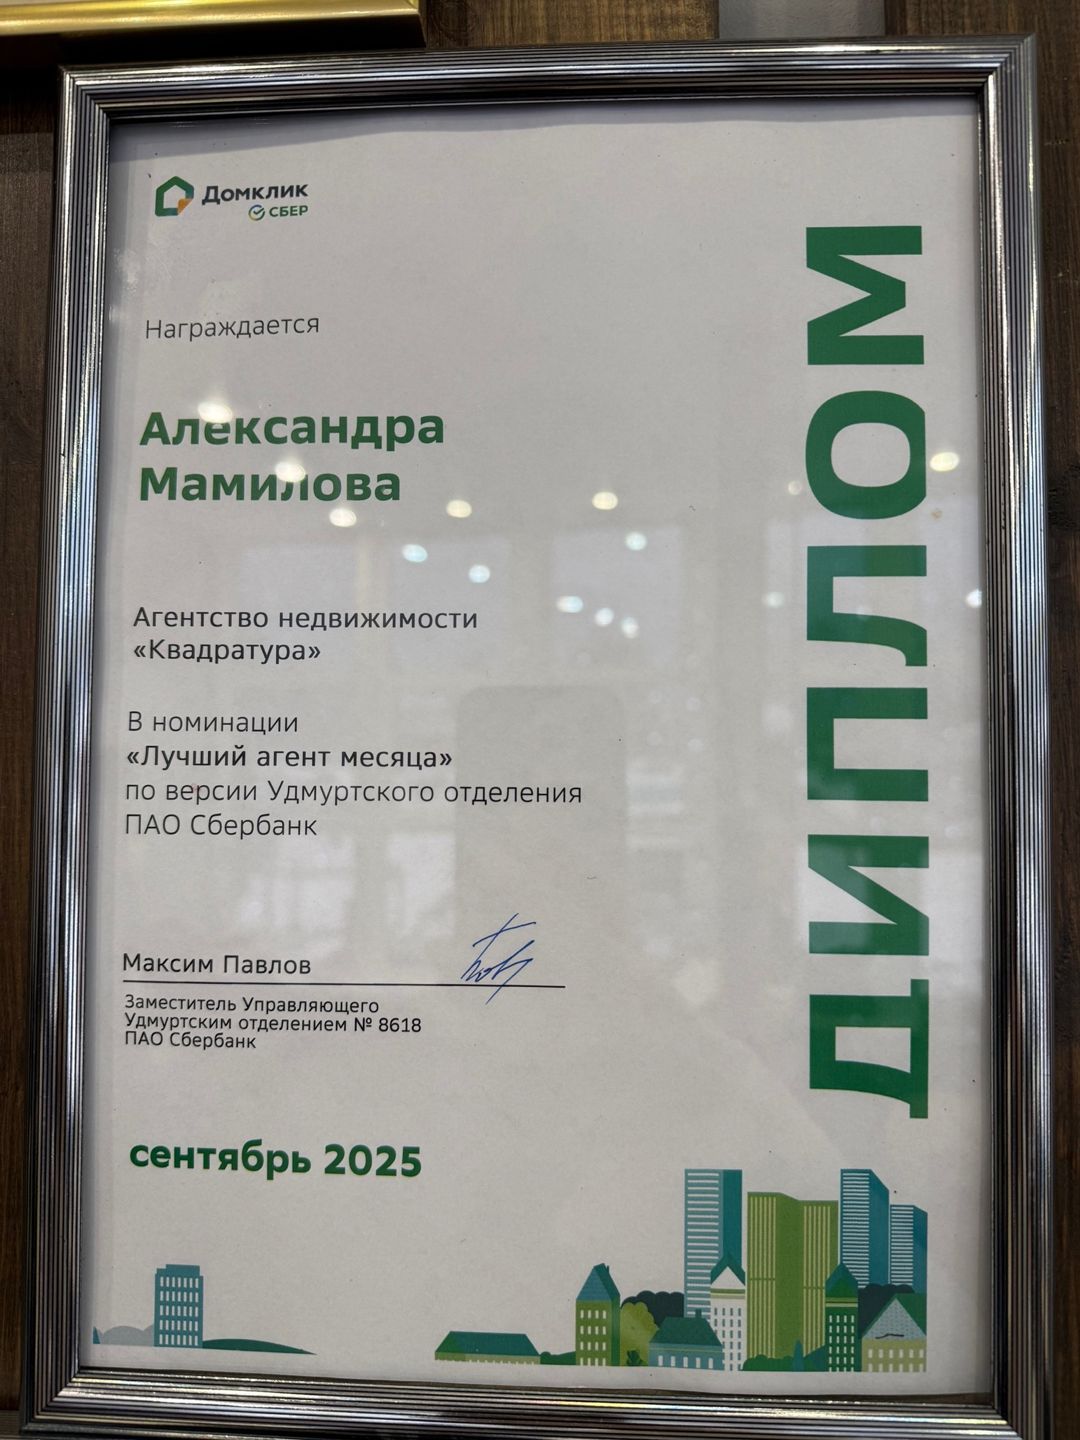 Домклик
СБЕР
Награждается
Александра
Мамилова
Агентство недвижимости
«Квадратура»
В номинации
«Лучший агент месяца»
по версии Удмуртского отделения
ПАО Сбербанк
Максим Павлов
Заместитель Управляющего
Удмуртским отделением № 8618
ПАО Сбербанк
сентябрь 2025
ДИПЛОМ